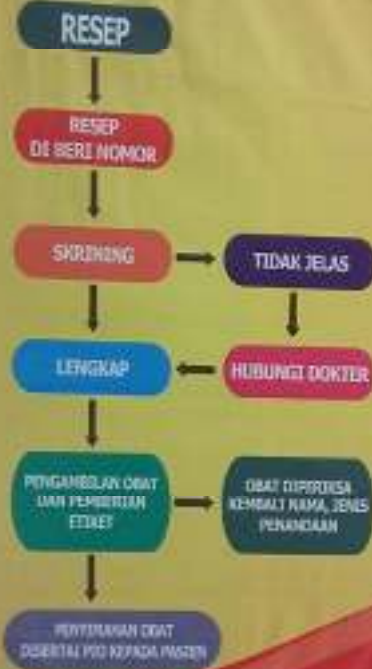 RESEP
RESEP
DI BERI NOMOR
SKRINING
TIDAK JELAS
LENGKAP
HUBUNGI DOKTER
PENGAMBILAN OBAT
DAN PEMBERIAN
ETIKET
OBAT DIPERIKSA
KEMBALI NAMA, JENIS
PENANDAAN
PENYERAHAN OBAT
DISERTAI PIO KEPADA PASIEN